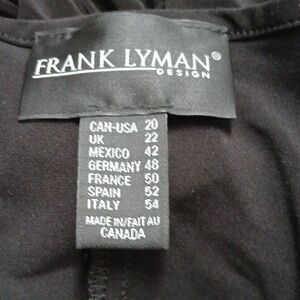 FRANK LYMAN®
DESIGN
CAN-USA 20
UK 22
MEXICO 42
GERMANY 48
FRANCE 50
SPAIN 52
ITALY 54
MADE IN/FAIT AU
CANADA